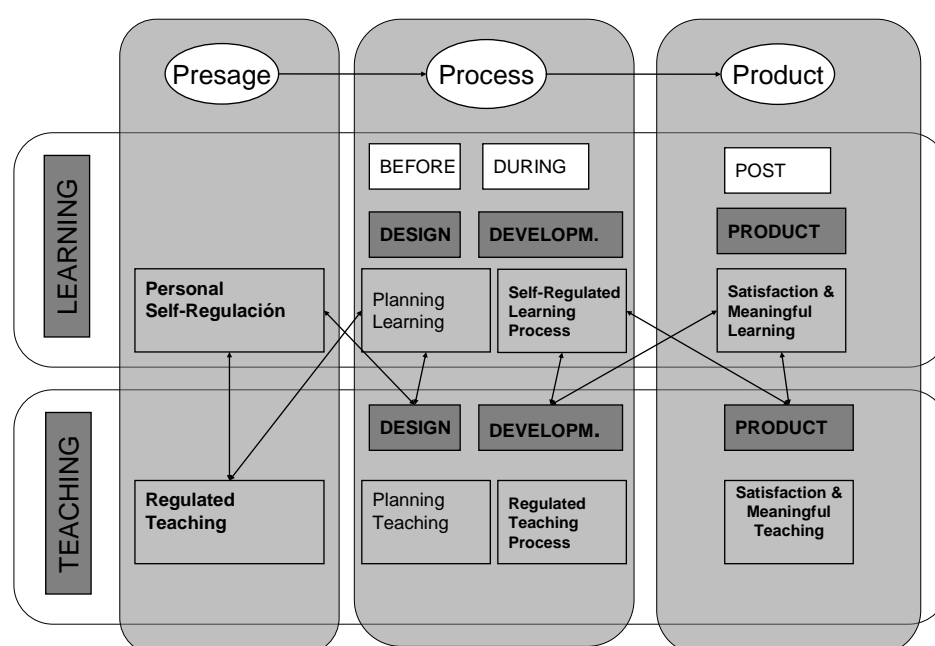 Presage
Process
Product
LEARNING
BEFORE
DURING
POST
DESIGN
DEVELOPM.
PRODUCT
Personal
Self-Regulación
Planning
Learning
Self-Regulated
Learning
Process
Satisfaction &
Meaningful
Learning
TEACHING
DESIGN
DEVELOPM.
PRODUCT
Regulated
Teaching
Planning
Teaching
Regulated
Teaching
Process
Satisfaction &
Meaningful
Teaching